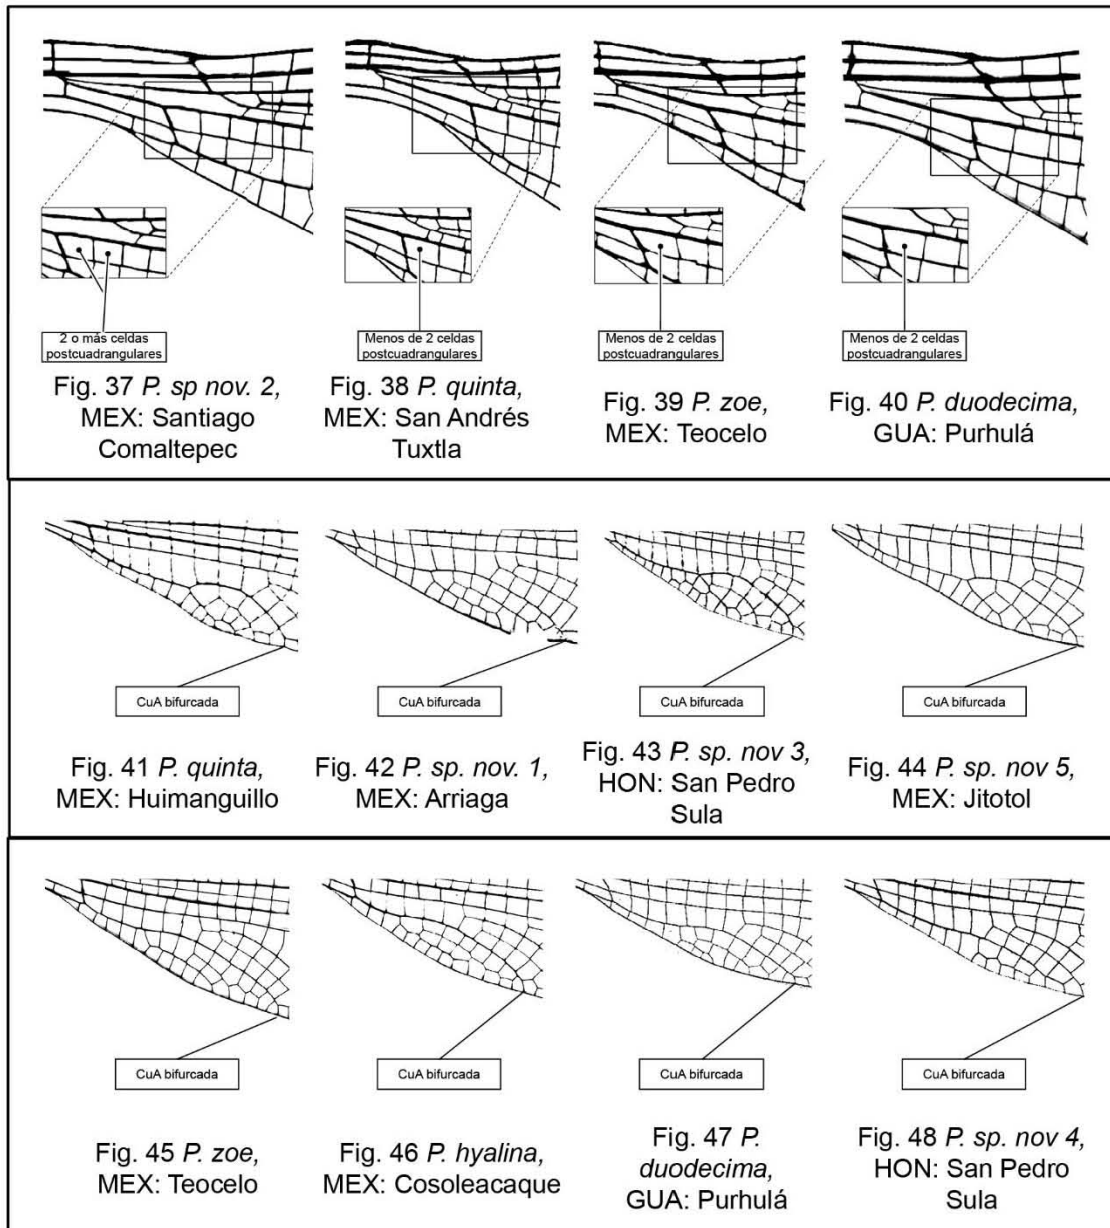 2 o más celdas
postcuadrangulares
Fig. 37 P. sp nov. 2,
MEX: Santiago
Comaltepec
Menos de 2 celdas
postcuadrangulares
Fig. 38 P. quinta,
MEX: San Andrés
Tuxtla
Menos de 2 celdas
postcuadrangulares
Fig. 39 P. zoe,
MEX: Teocelo
Menos de 2 celdas
postcuadrangulares
Fig. 40 P. duodecima,
GUA: Purhulá
CuA bifurcada
Fig. 41 P. quinta,
MEX: Huimanguillo
CuA bifurcada
Fig. 42 P. sp. nov. 1,
MEX: Arriaga
CuA bifurcada
Fig. 43 P. sp. nov 3,
HON: San Pedro
Sula
CuA bifurcada
Fig. 44 P. sp. nov 5,
MEX: Jitotol
CuA bifurcada
Fig. 45 P. zoe,
MEX: Teocelo
CuA bifurcada
Fig. 46 P. hyalina,
MEX: Cosoleacaque
CuA bifurcada
Fig. 47 P.
duodecima,
GUA: Purhulá
CuA bifurcada
Fig. 48 P. sp. nov 4,
HON: San Pedro
Sula